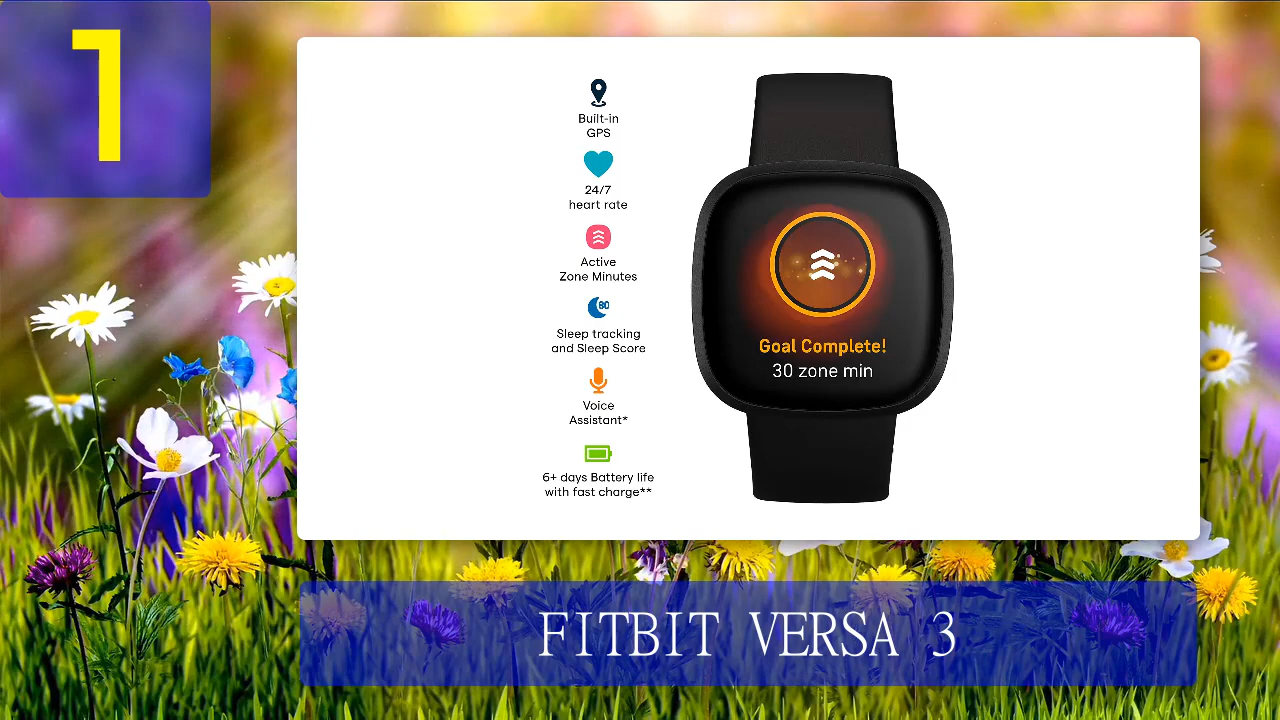 1
Built-in
GPS
24/7
heart rate
Active
Zone Minutes
80
Sleep tracking
and Sleep Score
Voice
Assistant*
6+ days Battery life
with fast charge**
Goal Complete!
30 zone min
FITBIT VERSA 3